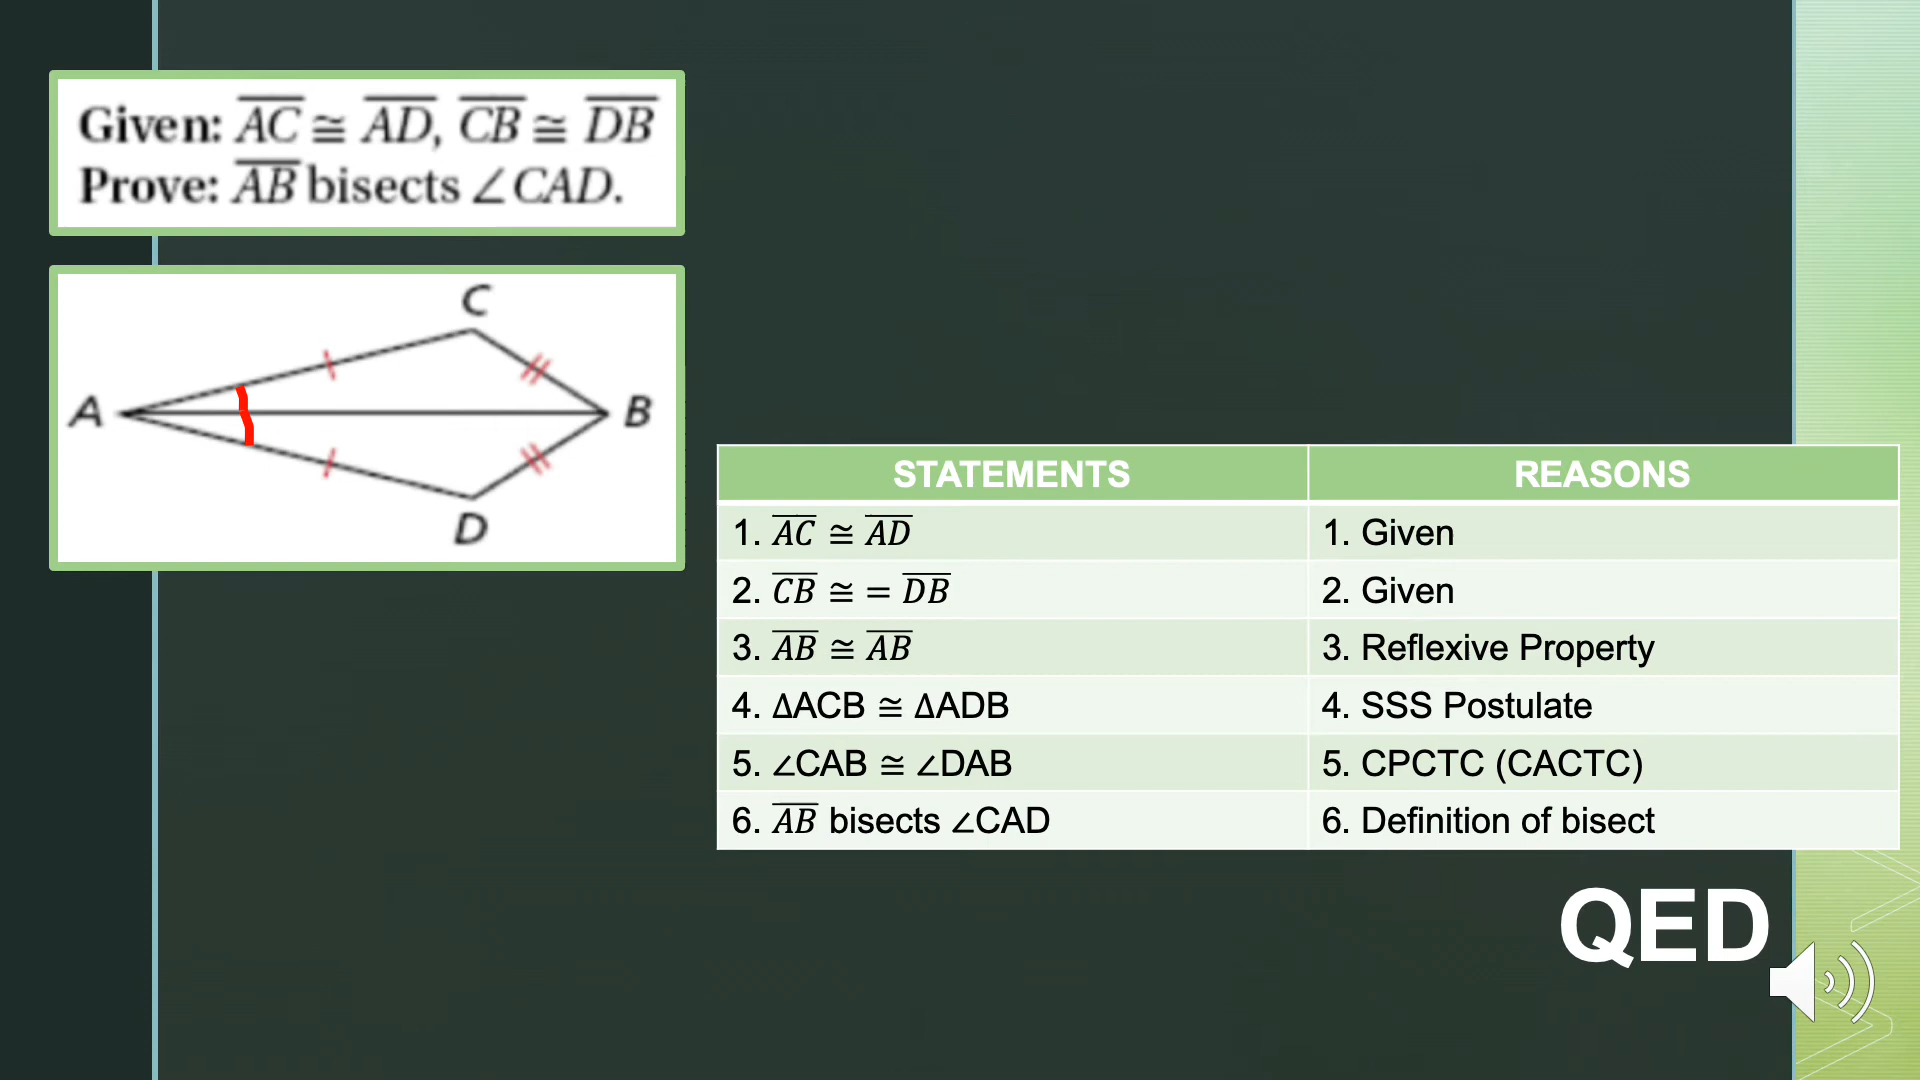 Given: AC ≅ AD, CB ≅ DB
Prove: AB bisects ∠CAD.
C
A
B
D
STATEMENTS REASONS
1. AC ≅ AD 1. Given
2. CB ≅ = DB 2. Given
3. AB ≅ AB 3. Reflexive Property
4. ΔACB ≅ ΔADB 4. SSS Postulate
5. ∠CAB ≅ ∠DAB 5. CPCTC (CACTC)
6. AB bisects ∠CAD 6. Definition of bisect
QED